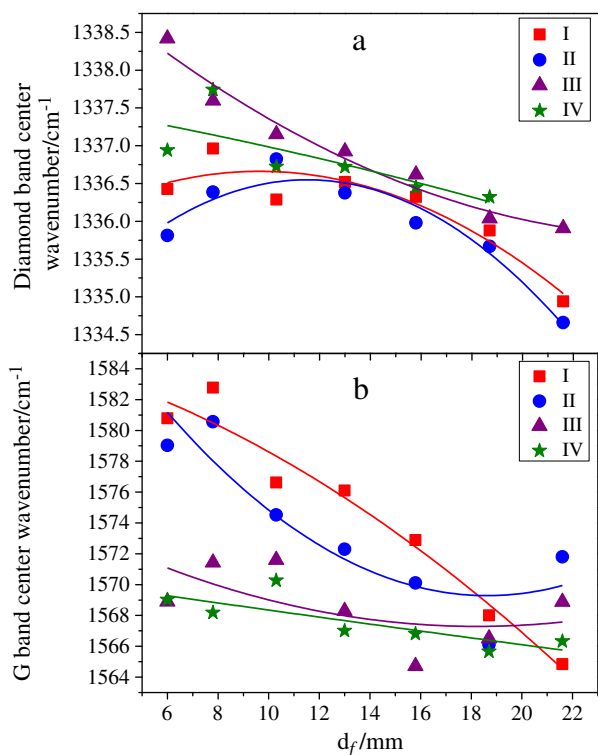 a
I
II
III
IV
1338.5
1338.0
1337.5
1337.0
1336.5
1336.0
1335.5
1335.0
1334.5
Diamond band center
wavenumber/cm-1
b
I
II
III
IV
1584
1582
1580
1578
1576
1574
1572
1570
1568
1566
1564
G band center wavenumber/cm-1
6 8 10 12 14 16 18 20 22
df/mm